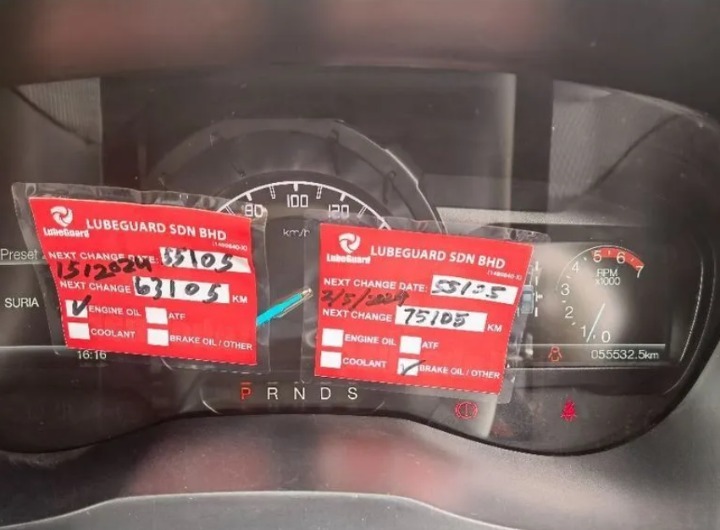 80 100 120
km/h
LubeGuard
LUBEGUARD SDN BHD
(1480840-X)
NEXT CHANGE 55105
1512024
NEXT CHANGE 63105 KM
✓ ENGINE OIL ATF
COOLANT BRAKE OIL / OTHER
LubeGuard
LUBEGUARD SDN BHD
(1480840-X)
NEXT CHANGE DATE: 55105
2/5/2024
NEXT CHANGE 75105 KM
ENGINE OIL ATF
COOLANT ✓ BRAKE OIL / OTHER
Preset
SURIA
16:16
P R N D S
0 1 2 3 4 5 6 7
RPM
x1000
055532.5km